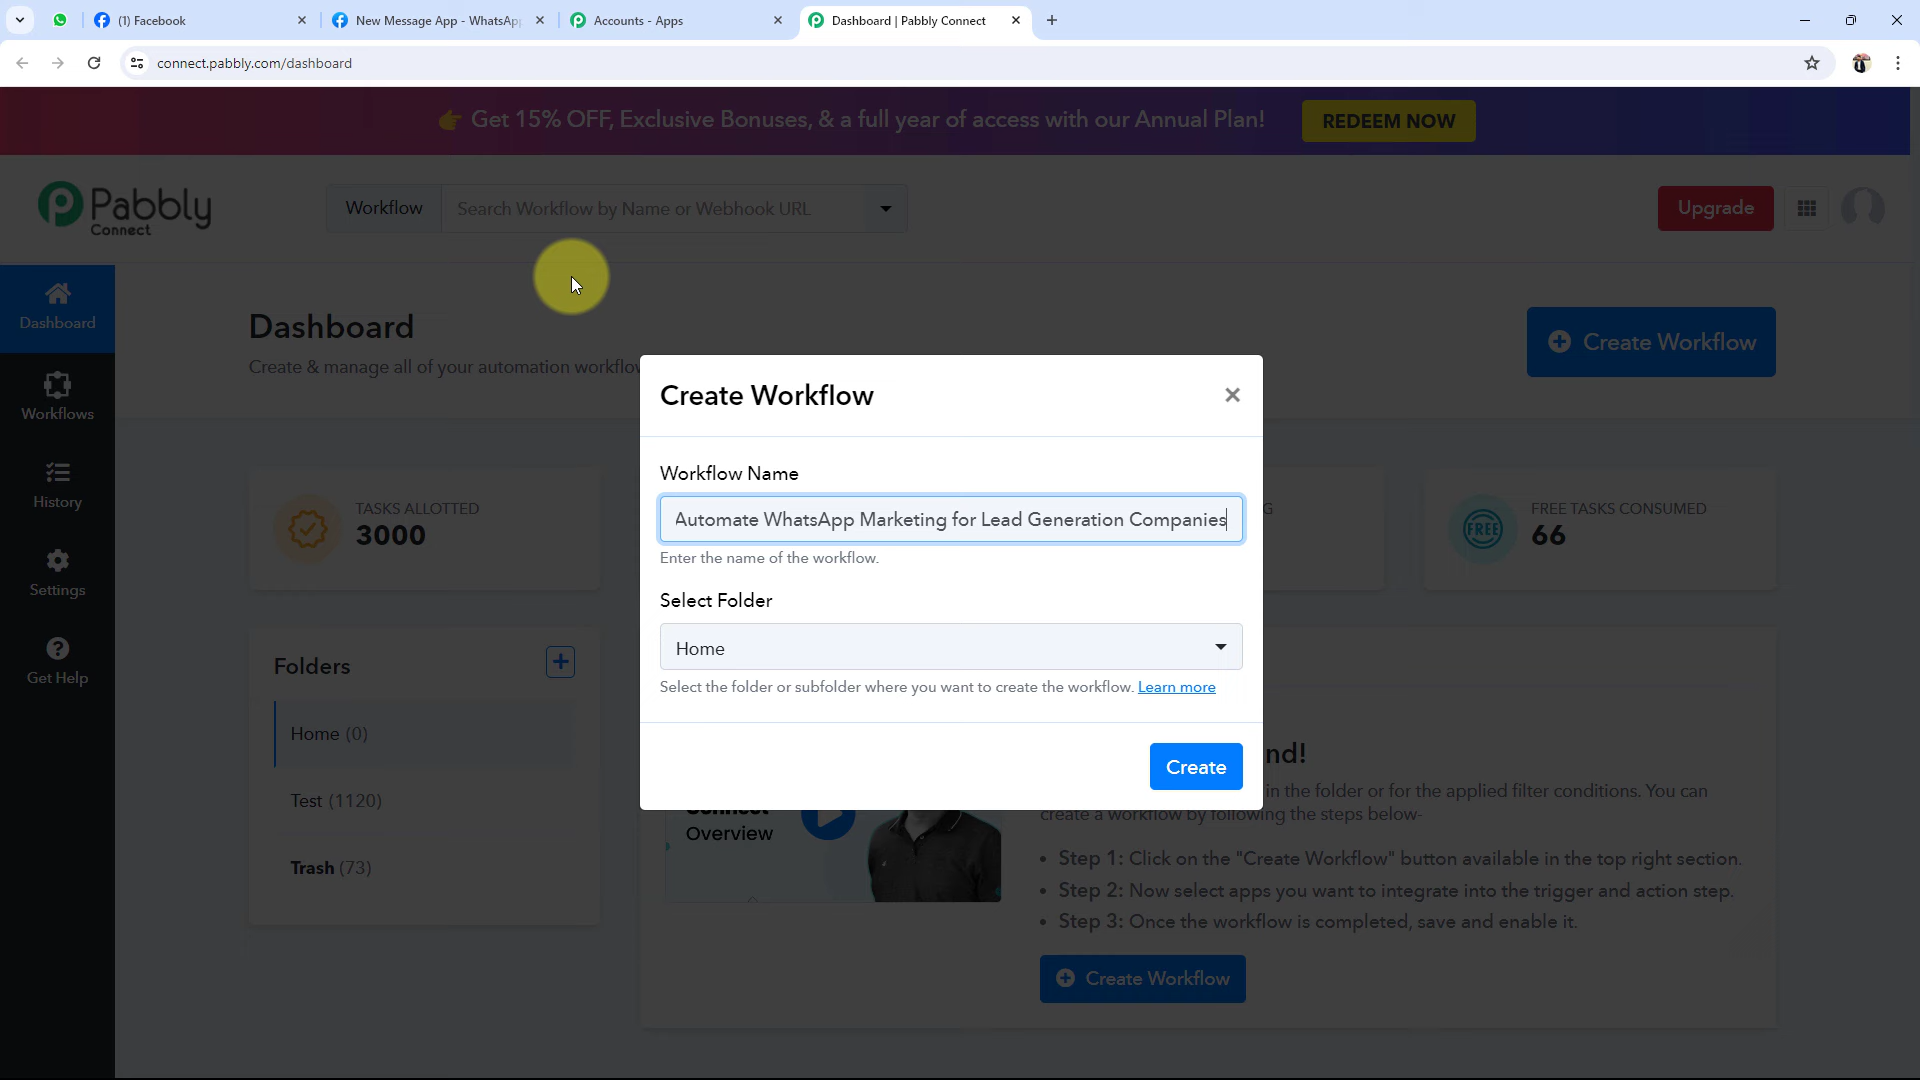 (1) Facebook
New Message App - WhatsApp
Accounts - Apps
Dashboard | Pabbly Connect
connect.pabbly.com/dashboard
Get 15% OFF, Exclusive Bonuses, & a full year of access with our Annual Plan!
REDEEM NOW
Pabbly
Connect
Workflow
Search Workflow by Name or Webhook URL
Upgrade
Dashboard
Workflows
History
Settings
Get Help
Dashboard
Create & manage all of your automation workflo
Create Workflow
TASKS ALLOTTED
3000
G
FREE TASKS CONSUMED
FREE
66
Folders
Home (0)
Test (1120)
Trash (73)
Create Workflow
Workflow Name
Automate WhatsApp Marketing for Lead Generation Companies
Enter the name of the workflow.
Select Folder
Home
Select the folder or subfolder where you want to create the workflow. Learn more
Create
Connect
Overview
nd!
in the folder or for the applied filter conditions. You can
create a workflow by following the steps below-
• Step 1: Click on the "Create Workflow" button available in the top right section.
• Step 2: Now select apps you want to integrate into the trigger and action step.
• Step 3: Once the workflow is completed, save and enable it.
Create Workflow